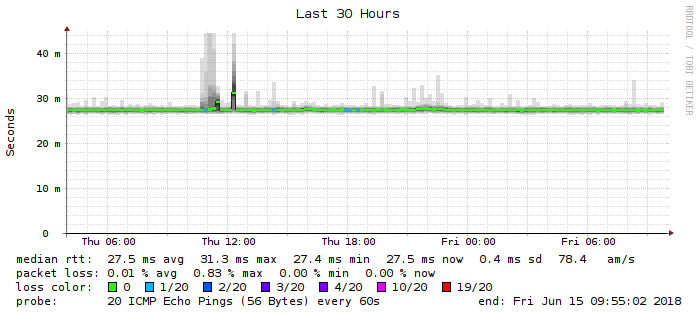 Last 30 Hours
RRDTOOL / TOBI OETIKER
Seconds
40 m
30 m
20 m
10 m
0
Thu 06:00 Thu 12:00 Thu 18:00 Fri 00:00 Fri 06:00
median rtt: 27.5 ms avg 31.3 ms max 27.4 ms min 27.5 ms now 0.4 ms sd 78.4 am/s
packet loss: 0.01 % avg 0.83 % max 0.00 % min 0.00 % now
loss color: 0 1/20 2/20 3/20 4/20 10/20 19/20
probe: 20 ICMP Echo Pings (56 Bytes) every 60s end: Fri Jun 15 09:55:02 2018